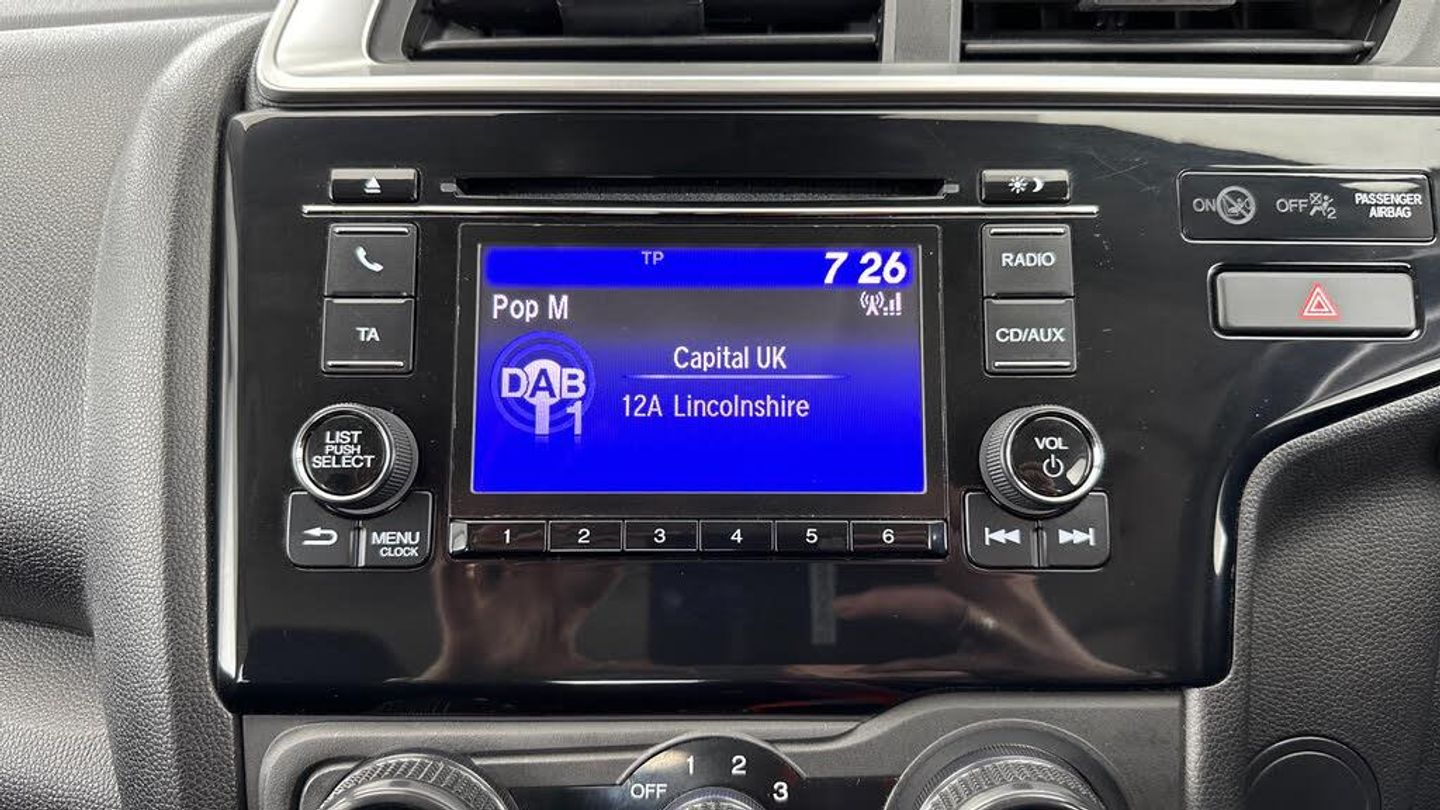 ON OFF 2 PASSENGER
AIRBAG
RADIO
TP 7 26
Pop M
TA
CD/AUX
Capital UK
DAB
1
12A Lincolnshire
LIST
PUSH
SELECT
VOL
MENU
CLOCK
1 2 3 4 5 6
OFF 1 2 3